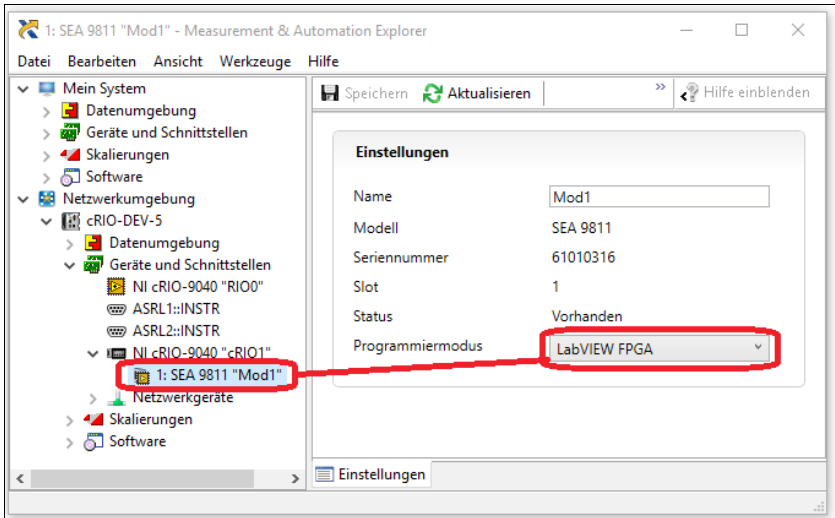 1: SEA 9811 "Mod1" - Measurement & Automation Explorer
Datei Bearbeiten Ansicht Werkzeuge Hilfe
Mein System
Datenumgebung
Geräte und Schnittstellen
Skalierungen
Software
Netzwerkumgebung
cRIO-DEV-5
Datenumgebung
Geräte und Schnittstellen
NI cRIO-9040 "RIO0"
ASRL1::INSTR
ASRL2::INSTR
NI cRIO-9040 "cRIO1"
1: SEA 9811 "Mod1"
Netzwerkgeräte
Skalierungen
Software
Speichern Aktualisieren » Hilfe einblenden
Einstellungen
Name Mod1
Modell SEA 9811
Seriennummer 61010316
Slot 1
Status Vorhanden
Programmiermodus LabVIEW FPGA
Einstellungen